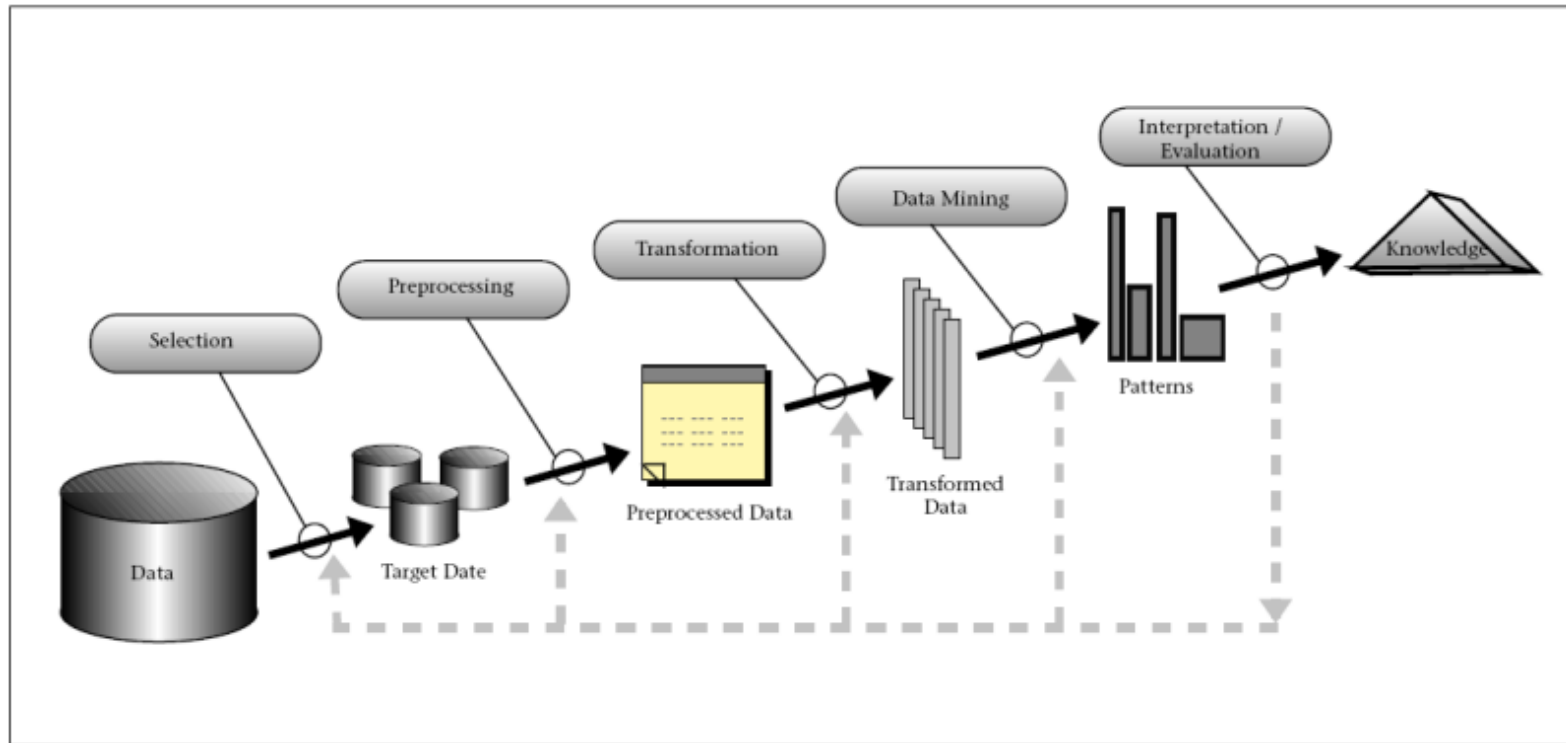 Interpretation /
Evaluation
Data Mining
Transformation
Knowledge
Preprocessing
Selection
Patterns
Transformed
Data
Preprocessed Data
Target Date
Data